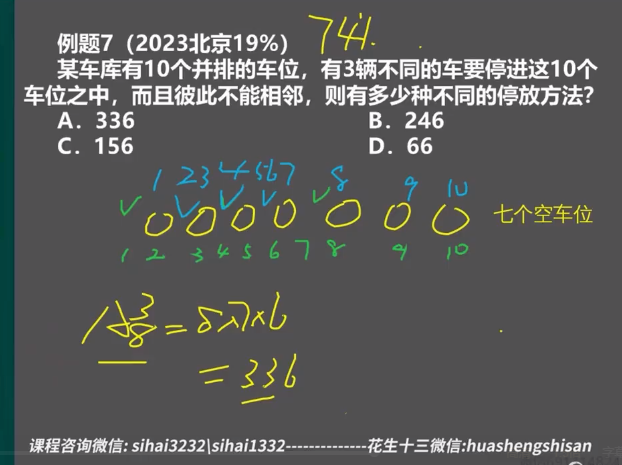 例题7（2023北京19%） 74%.
某车库有10个并排的车位，有3辆不同的车要停进这10个
车位之中，而且彼此不能相邻，则有多少种不同的停放方法？
A. 336 B. 246
C. 156 D. 66
1 2 3 4 5 6 7 8 9 10
七个空车位
1 2 3 4 5 6 7 8 9 10
A³₈ = 8×7×6
= 336
课程咨询微信: sihai3232\sihai1332--------------花生十三微信:huashengshisan